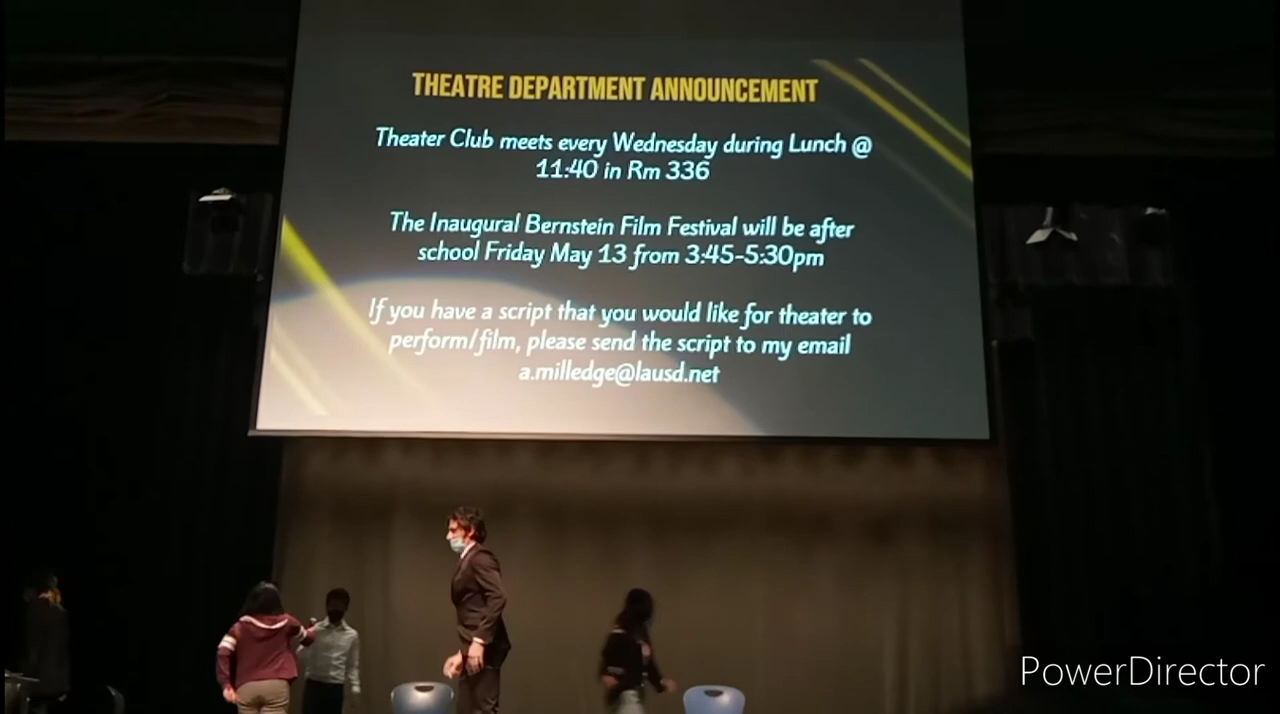 THEATRE DEPARTMENT ANNOUNCEMENT
Theater Club meets every Wednesday during Lunch @
11:40 in Rm 336
The Inaugural Bernstein Film Festival will be after
school Friday May 13 from 3:45-5:30pm
If you have a script that you would like for theater to
perform/film, please send the script to my email
a.milledge@lausd.net
PowerDirector